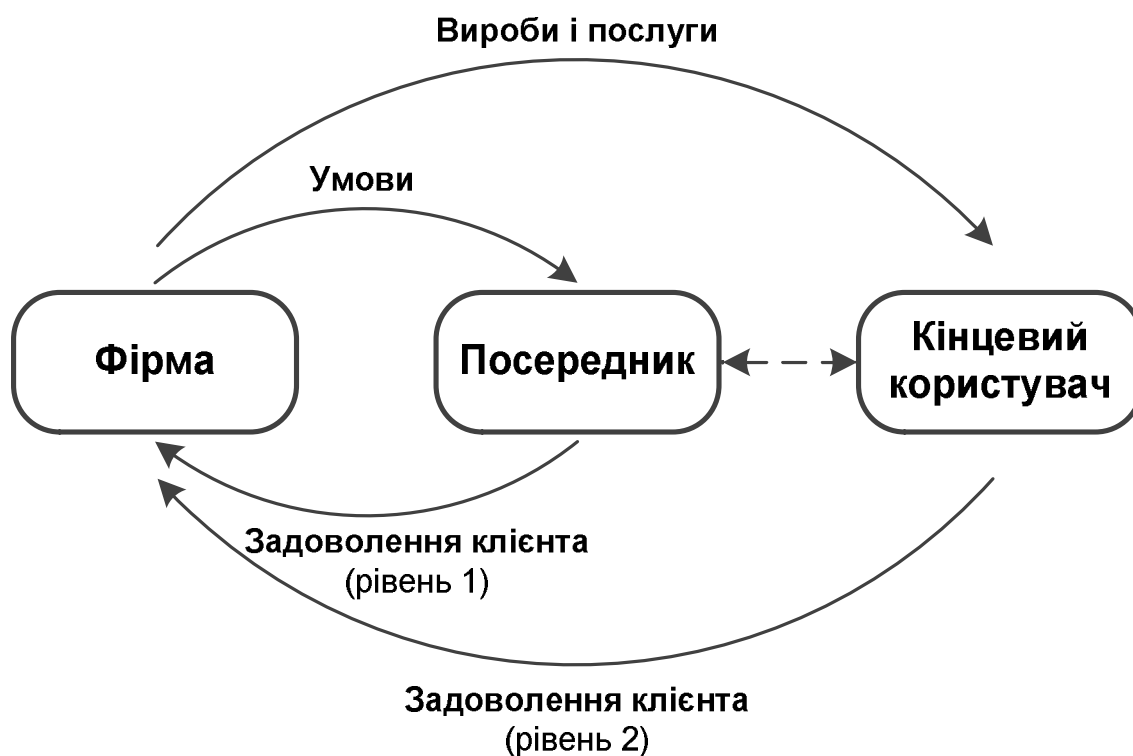 Вироби і послуги
Умови
Фірма
Посередник
Кінцевий
користувач
Задоволення клієнта
(рівень 1)
Задоволення клієнта
(рівень 2)